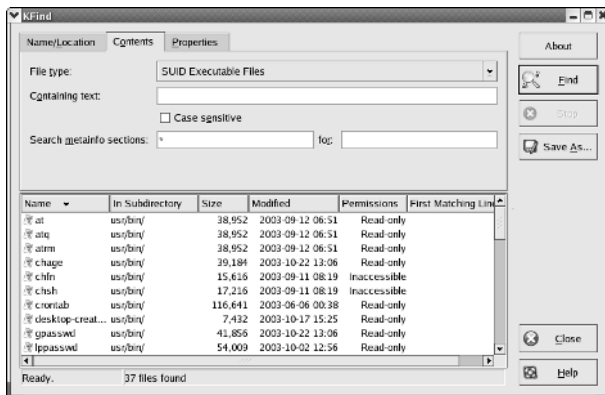 KFind
Name/Location Contents Properties
About
File type: SUID Executable Files
Find
Containing text:
Case sensitive
Stop
Search metainfo sections: * for:
Save As...
Name In Subdirectory Size Modified Permissions First Matching Line
at usr/bin/ 38,952 2003-09-12 06:51 Read-only
atq usr/bin/ 38,952 2003-09-12 06:51 Read-only
atrm usr/bin/ 38,952 2003-09-12 06:51 Read-only
chage usr/bin/ 39,184 2003-10-22 13:06 Read-only
chfn usr/bin/ 15,616 2003-09-11 08:19 Inaccessible
chsh usr/bin/ 17,216 2003-09-11 08:19 Inaccessible
crontab usr/bin/ 116,641 2003-06-06 00:38 Read-only
desktop-creat... usr/bin/ 7,432 2003-10-17 15:25 Read-only
gpasswd usr/bin/ 41,856 2003-10-22 13:06 Read-only
lppasswd usr/bin/ 54,009 2003-10-02 12:56 Read-only
Close
Ready. 37 files found
Help